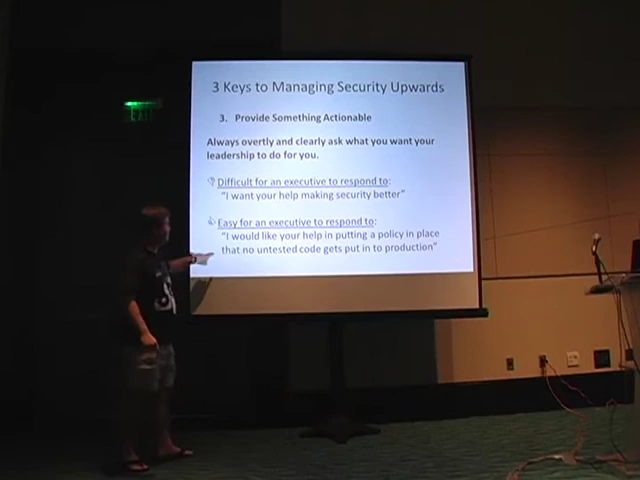 EXIT
3 Keys to Managing Security Upwards
3. Provide Something Actionable
Always overtly and clearly ask what you want your
leadership to do for you.
Difficult for an executive to respond to:
"I want your help making security better"
Easy for an executive to respond to:
"I would like your help in putting a policy in place
that no untested code gets put in to production"